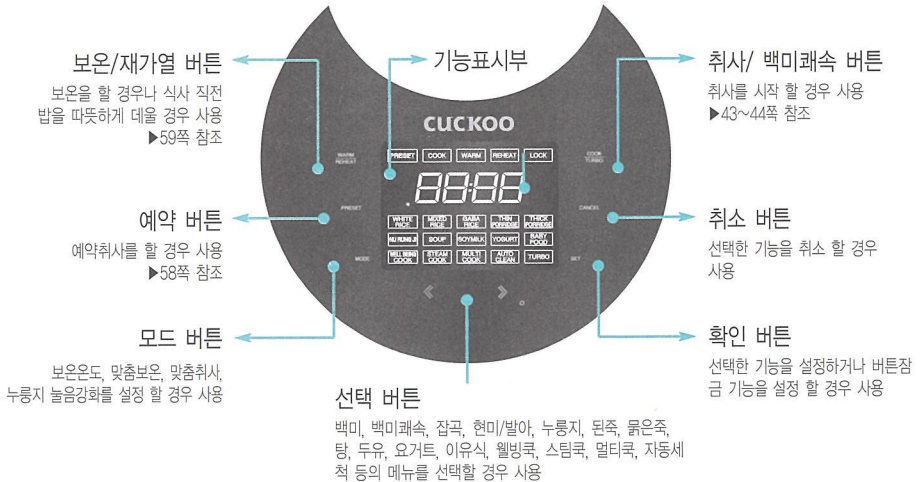 보온/재가열 버튼
보온을 할 경우나 식사 직전
밥을 따뜻하게 데울 경우 사용
▶59쪽 참조
예약 버튼
예약취사를 할 경우 사용
▶58쪽 참조
모드 버튼
보온온도, 맞춤보온, 맞춤취사,
누룽지 눌음강화를 설정 할 경우 사용
기능표시부
CUCKOO
PRESET COOK WARM REHEAT LOCK
88:88
WHITE RICE MIXED RICE GABA RICE THIN PORRIDGE THICK PORRIDGE
NU RUNG JI SOUP SOYMILK YOGURT BABY FOOD
WELL BEING COOK STEAM COOK MULTI COOK AUTO CLEAN TURBO
WARM
REHEAT
PRESET
MODE
COOK
TURBO
CANCEL
SET
< >
선택 버튼
백미, 백미쾌속, 잡곡, 현미/발아, 누룽지, 된죽, 묽은죽,
탕, 두유, 요거트, 이유식, 웰빙쿡, 스팀쿡, 멀티쿡, 자동세
척 등의 메뉴를 선택할 경우 사용
취사/ 백미쾌속 버튼
취사를 시작 할 경우 사용
▶43~44쪽 참조
취소 버튼
선택한 기능을 취소 할 경우
사용
확인 버튼
선택한 기능을 설정하거나 버튼잠
금 기능을 설정 할 경우 사용